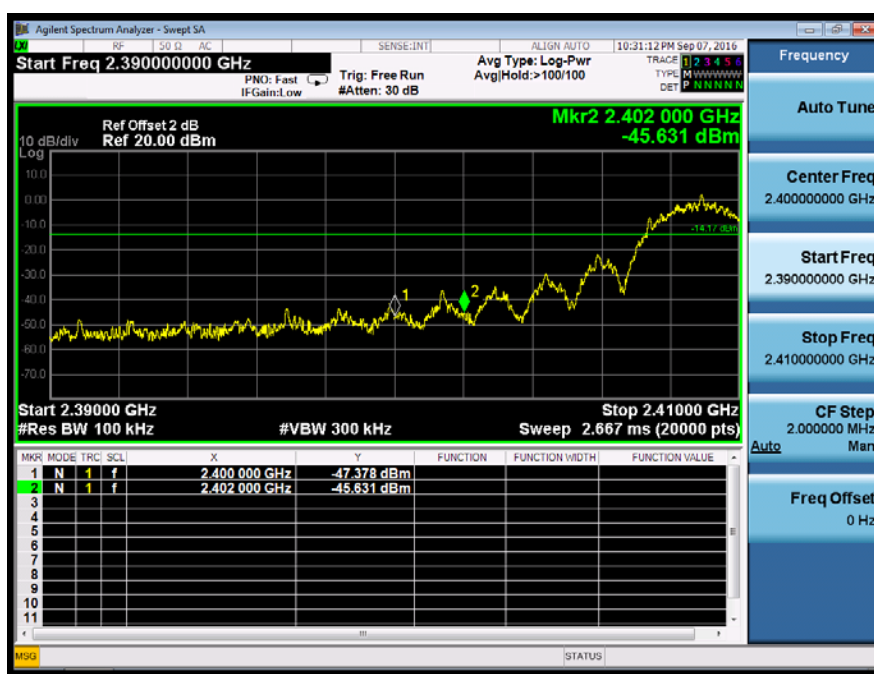 Agilent Spectrum Analyzer - Swept SA
RF 50 Ω AC SENSE:INT ALIGN AUTO 10:31:12 PM Sep 07, 2016
Start Freq 2.390000000 GHz
PNO: Fast
IFGain:Low
Trig: Free Run
#Atten: 30 dB
Avg Type: Log-Pwr
Avg|Hold:>100/100
TRACE 1 2 3 4 5 6
TYPE M WWWWW
DET P N N N N N
Mkr2 2.402 000 GHz
-45.631 dBm
Ref Offset 2 dB
10 dB/div Ref 20.00 dBm
Log
10.0
0.00
-10.0
-14.17 dBm
-20.0
-30.0
-40.0
1
2
-50.0
-60.0
-70.0
Start 2.39000 GHz Stop 2.41000 GHz
#Res BW 100 kHz #VBW 300 kHz Sweep 2.667 ms (20000 pts)
MKR MODE TRC SCL X Y FUNCTION FUNCTION WIDTH FUNCTION VALUE
1 N 1 f 2.400 000 GHz -47.378 dBm
2 N 1 f 2.402 000 GHz -45.631 dBm
3
4
5
6
7
8
9
10
11
MSG STATUS
Frequency
Auto Tune
Center Freq
2.400000000 GHz
Start Freq
2.390000000 GHz
Stop Freq
2.410000000 GHz
CF Step
2.000000 MHz
Auto Man
Freq Offset
0 Hz